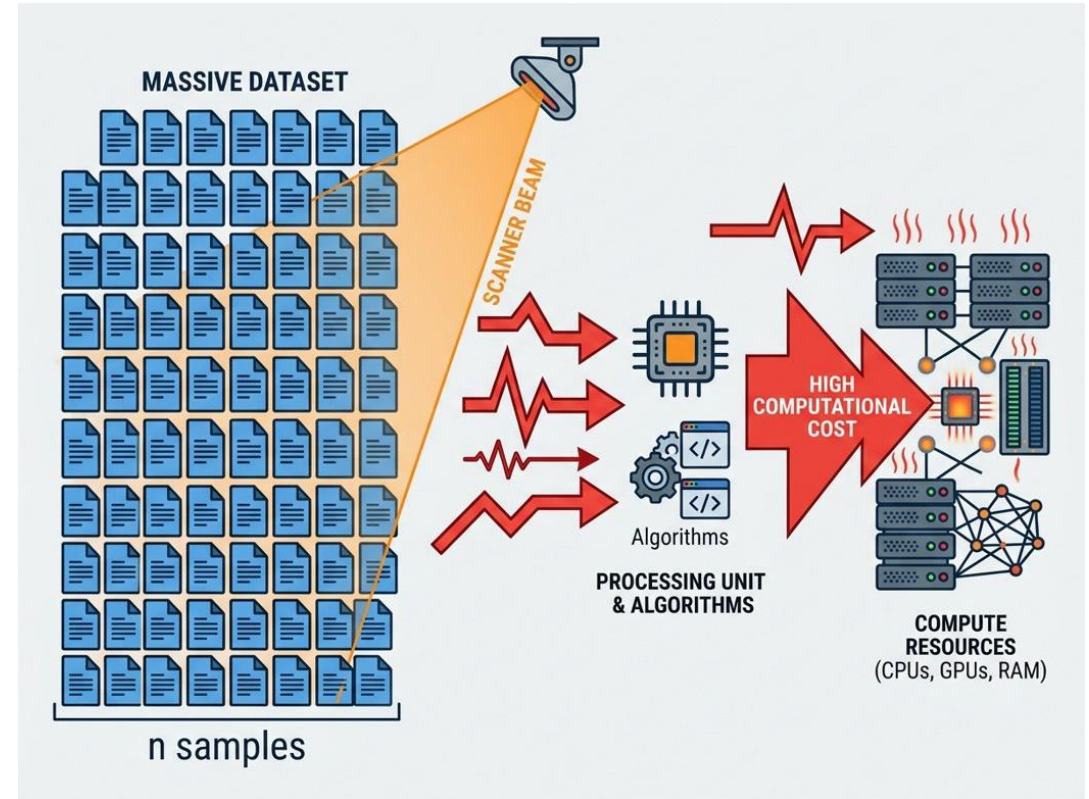 MASSIVE DATASET
SCANNER BEAM
n samples
</>
</>
Algorithms
PROCESSING UNIT
& ALGORITHMS
HIGH
COMPUTATIONAL
COST
COMPUTE
RESOURCES
(CPUs, GPUs, RAM)